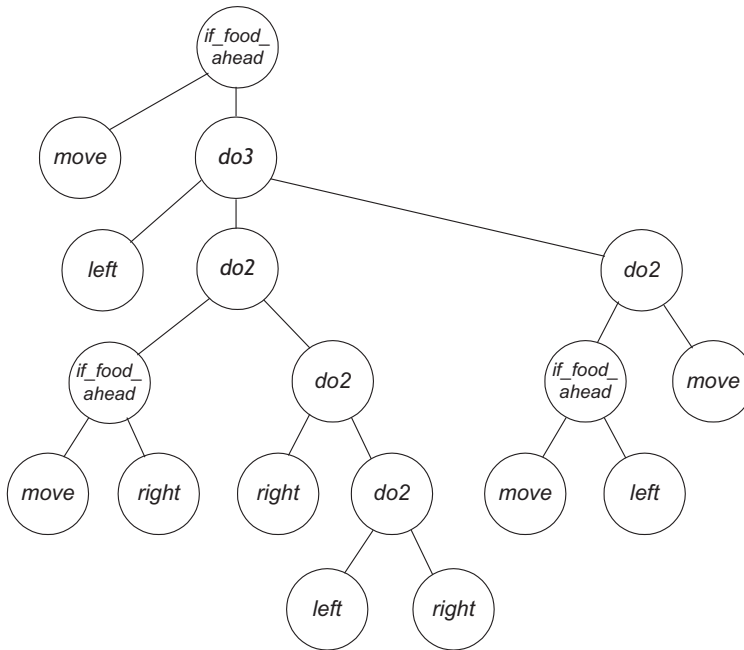 if_food_
ahead
move
do3
left
do2
do2
if_food_
ahead
do2
if_food_
ahead
move
move
right
right
do2
move
left
left
right